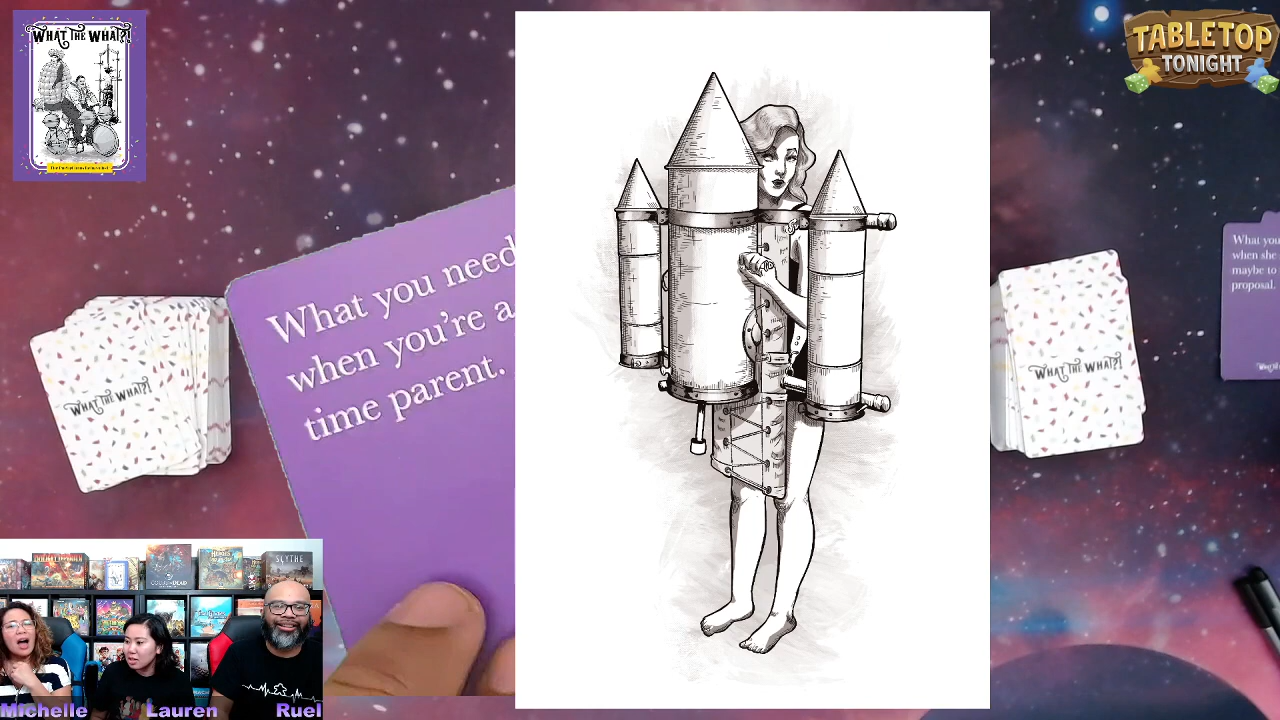 WHAT THE WHAT?!
TABLETOP
TONIGHT
What you need
when you're a
time parent.
WHAT THE WHAT?!
WHAT THE WHAT?!
What you
when she
maybe to
proposal.
SCYTHE
Michelle
Lauren
Ruel